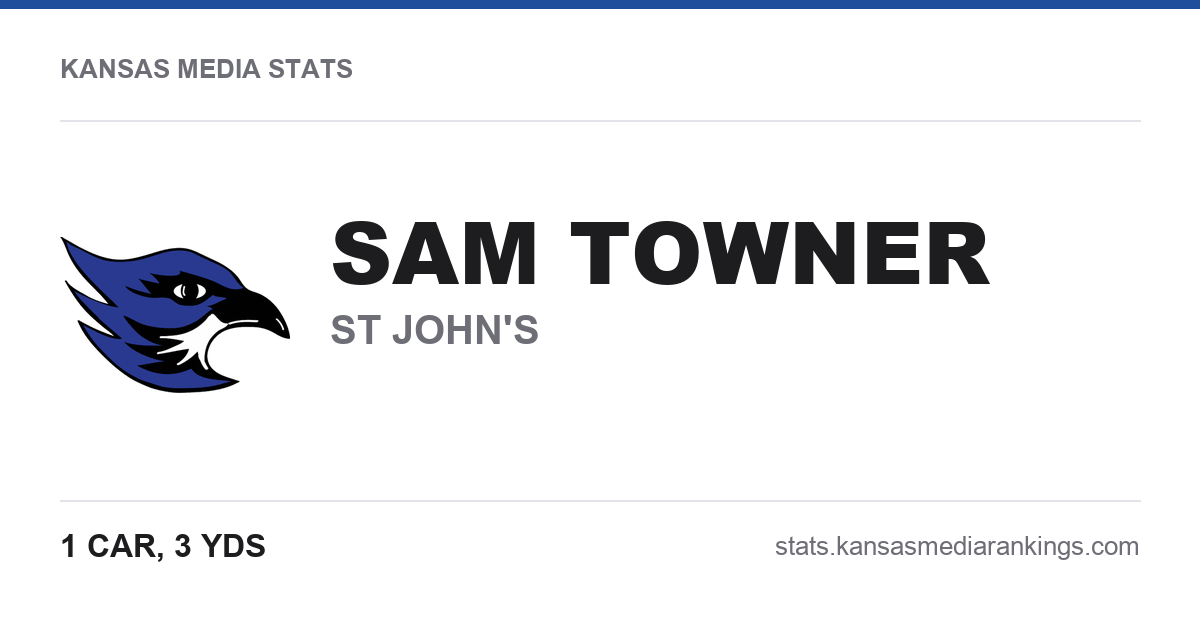 KANSAS MEDIA STATS
SAM TOWNER
ST JOHN'S
1 CAR, 3 YDS
stats.kansasmediarankings.com